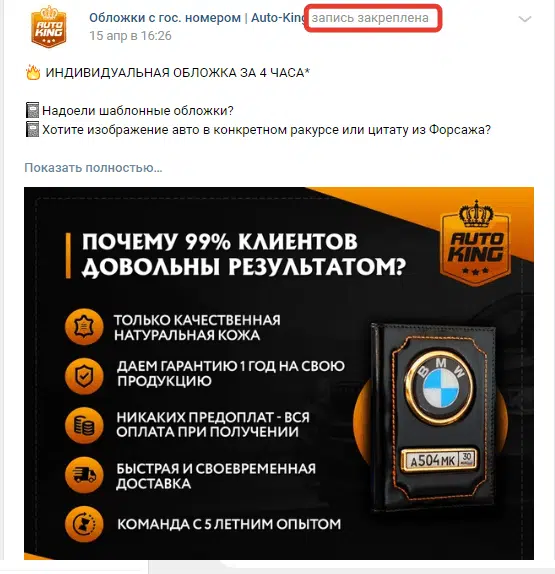 AUTO
KING
Обложки с гос. номером | Auto-King
запись закреплена
15 апр в 16:26
ИНДИВИДУАЛЬНАЯ ОБЛОЖКА ЗА 4 ЧАСА*
Надоели шаблонные обложки?
Хотите изображение авто в конкретном ракурсе или цитату из Форсажа?
Показать полностью...
AUTO
KING
ПОЧЕМУ 99% КЛИЕНТОВ
ДОВОЛЬНЫ РЕЗУЛЬТАТОМ?
ТОЛЬКО КАЧЕСТВЕННАЯ
НАТУРАЛЬНАЯ КОЖА
ДАЕМ ГАРАНТИЮ 1 ГОД НА СВОЮ
ПРОДУКЦИЮ
НИКАКИХ ПРЕДОПЛАТ - ВСЯ
ОПЛАТА ПРИ ПОЛУЧЕНИИ
БЫСТРАЯ И СВОЕВРЕМЕННАЯ
ДОСТАВКА
КОМАНДА С 5 ЛЕТНИМ ОПЫТОМ
BMW
А504МК 30